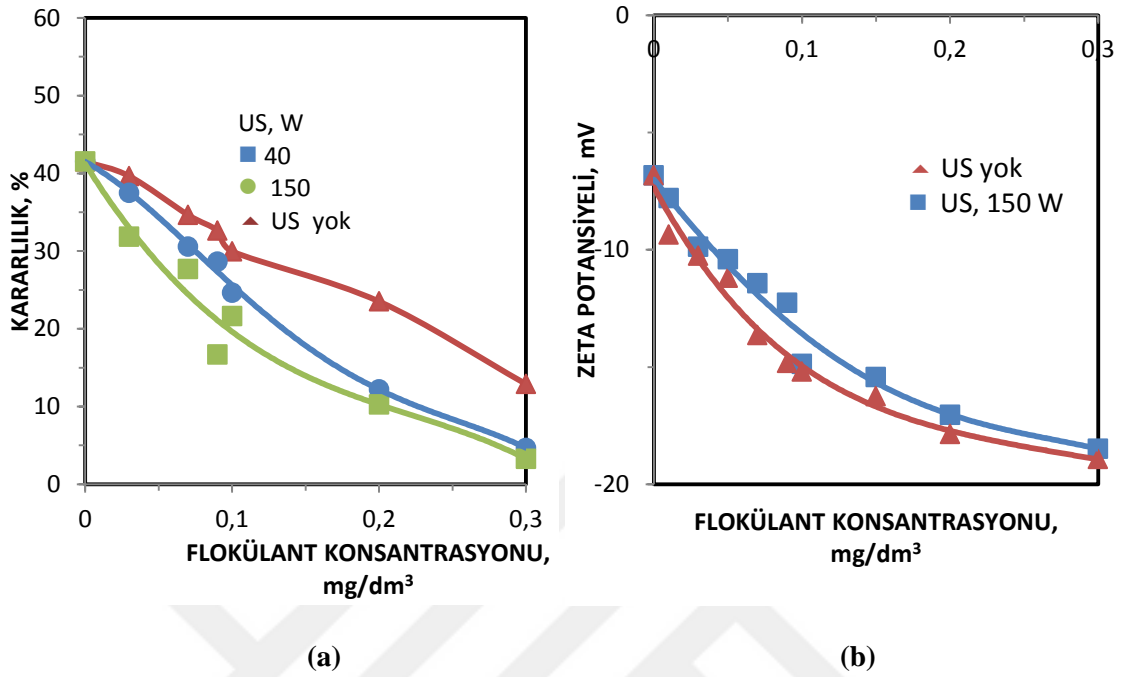 60
50
40
30
20
10
0
KARARLILIK, %
US, W
40
150
US yok
0 0,1 0,2 0,3
FLOKÜLANT KONSANTRASYONU,
mg/dm³
(a)
0
-10
-20
ZETA POTANSİYELİ, mV
0 0,1 0,2 0,3
US yok
US, 150 W
FLOKÜLANT KONSANTRASYONU,
mg/dm³
(b)